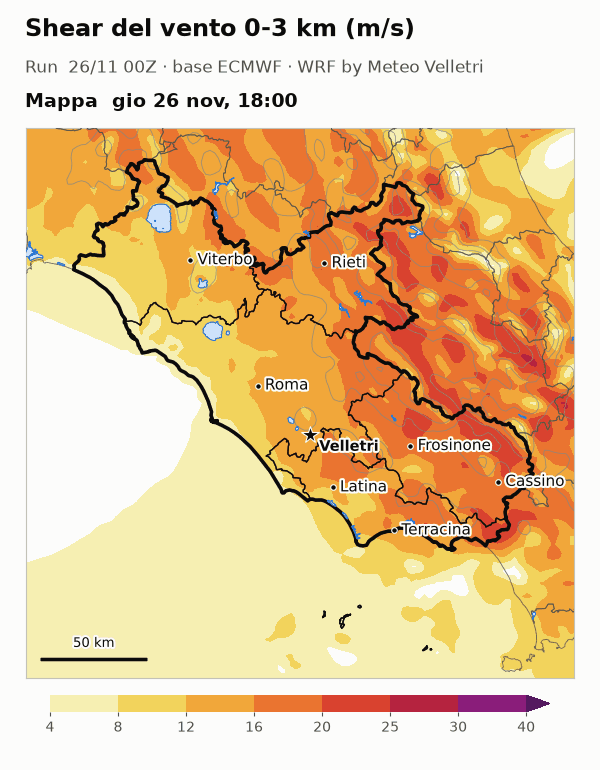 Shear del vento 0-3 km (m/s)
Run  26/11 00Z · base ECMWF · WRF by Meteo Velletri
Mappa  gio 26 nov, 18:00
Viterbo
Rieti
Roma
Velletri
Frosinone
Latina
Cassino
Terracina
50 km
4 8 12 16 20 25 30 40